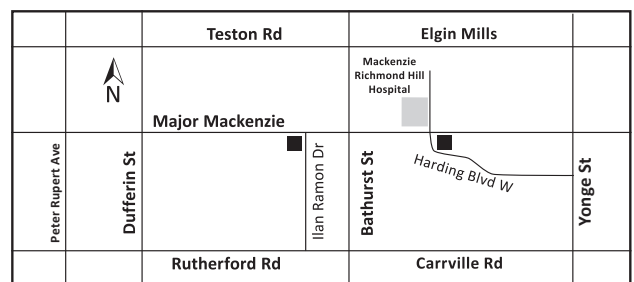 Teston Rd
Elgin Mills
Mackenzie
Richmond Hill
Hospital
N
Major Mackenzie
Peter Rupert Ave
Dufferin St
Ilan Ramon Dr
Bathurst St
Harding Blvd W
Yonge St
Rutherford Rd
Carrville Rd